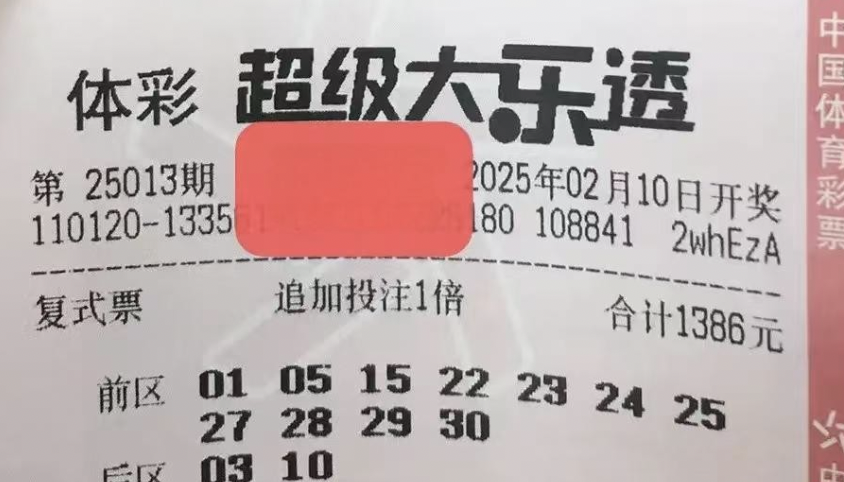 体彩 超级大乐透
第 25013期 2025年02月10日开奖
110120-13356 180 108841 2whEzA
复式票 追加投注1倍 合计1386元
前区 01 05 15 22 23 24 25
27 28 29 30
后区 03 10
中国体育彩票